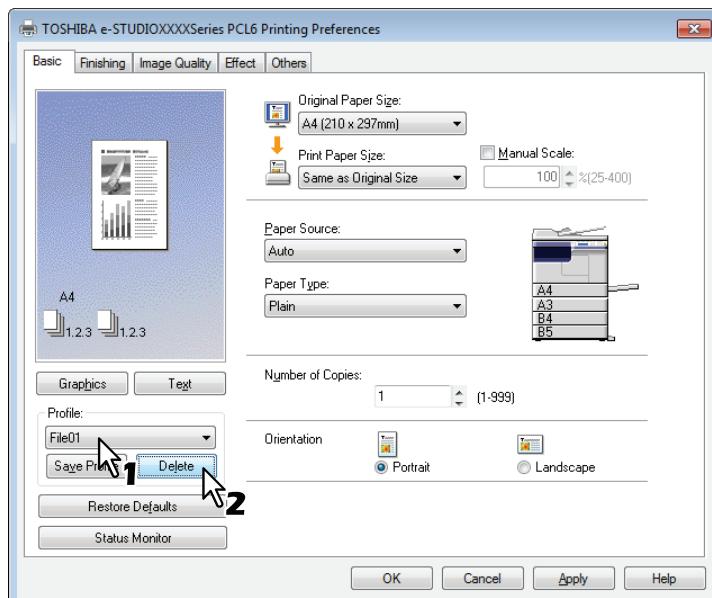 TOSHIBA e-STUDIOXXXXSeries PCL6 Printing Preferences
Basic Finishing Image Quality Effect Others
A4
1.2.3 1.2.3
Graphics Text
Profile:
File01
Save Profile Delete
1
2
Restore Defaults
Status Monitor
Original Paper Size:
A4 (210 x 297mm)
Print Paper Size:
Same as Original Size
Manual Scale:
100 %(25-400)
Paper Source:
Auto
Paper Type:
Plain
A4
A3
B4
B5
Number of Copies:
1 (1-999)
Orientation
Portrait Landscape
OK Cancel Apply Help